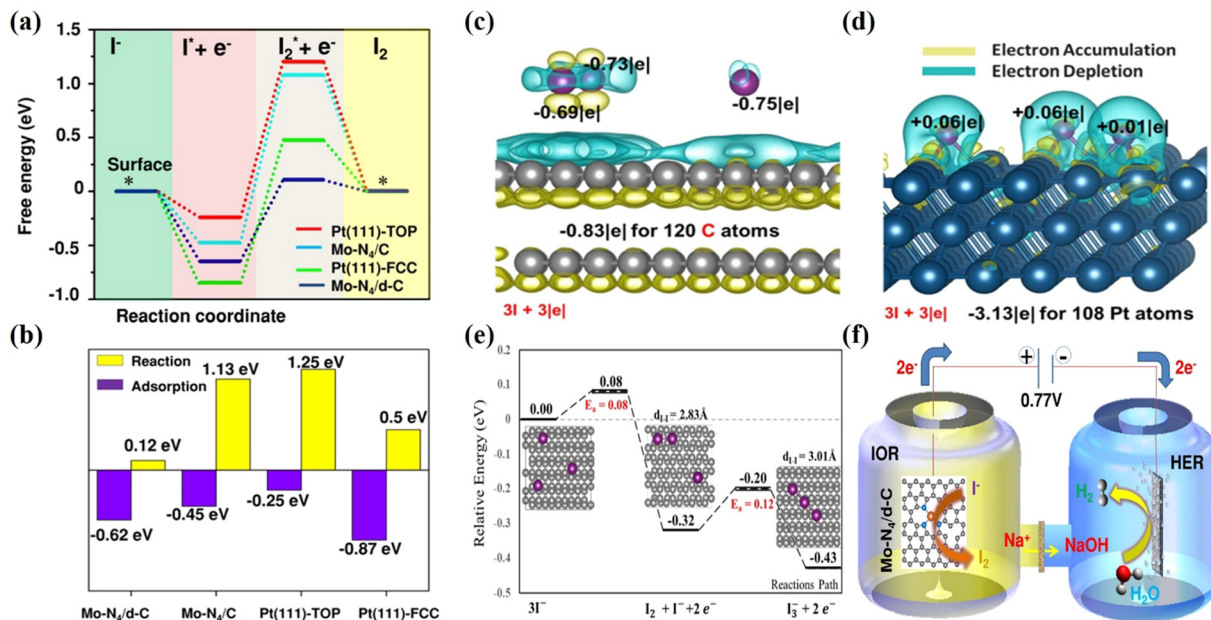 (a)
1.5
1.0
0.5
0
-0.5
-1.0
Free energy (eV)
I⁻
I* + e⁻
I₂* + e⁻
I₂
Surface
*
*
Pt(111)-TOP
Mo-N₄/C
Pt(111)-FCC
Mo-N₄/d-C
Reaction coordinate
(b)
Reaction
Adsorption
0.12 eV
1.13 eV
1.25 eV
0.5 eV
-0.62 eV
-0.45 eV
-0.25 eV
-0.87 eV
Mo-N₄/d-C
Mo-N₄/C
Pt(111)-TOP
Pt(111)-FCC
(c)
-0.73|e|
-0.69|e|
-0.75|e|
-0.83|e| for 120 C atoms
3I + 3|e|
(d)
Electron Accumulation
Electron Depletion
+0.06|e|
+0.06|e|
+0.01|e|
3I + 3|e|
-3.13|e| for 108 Pt atoms
(e)
0.2
0.1
0
-0.1
-0.2
-0.3
-0.4
-0.5
Relative Energy (eV)
0.00
0.08
Eₐ = 0.08
d_I-I = 2.83Å
-0.32
-0.20
Eₐ = 0.12
d_I-I = 3.01Å
-0.43
Reactions Path
3I⁻
I₂ + I⁻ +2 e⁻
I₃⁻ + 2 e⁻
(f)
2e⁻
+
-
2e⁻
0.77V
IOR
HER
Mo-N₄/d-C
I⁻
I₂
Na⁺
NaOH
H₂
H₂O